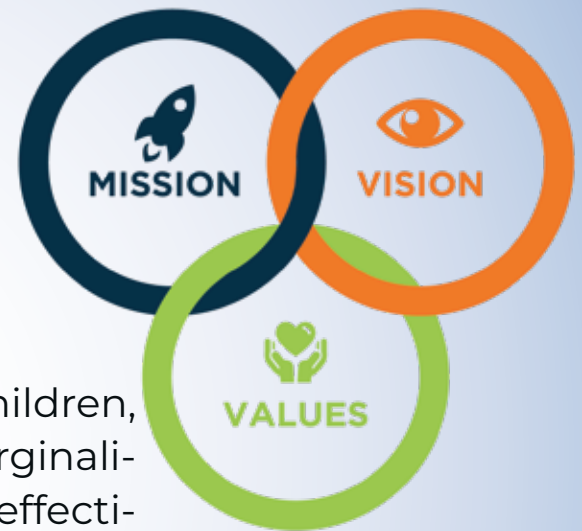 MISSION
VISION
VALUES
hildren,
rginali-
effecti-